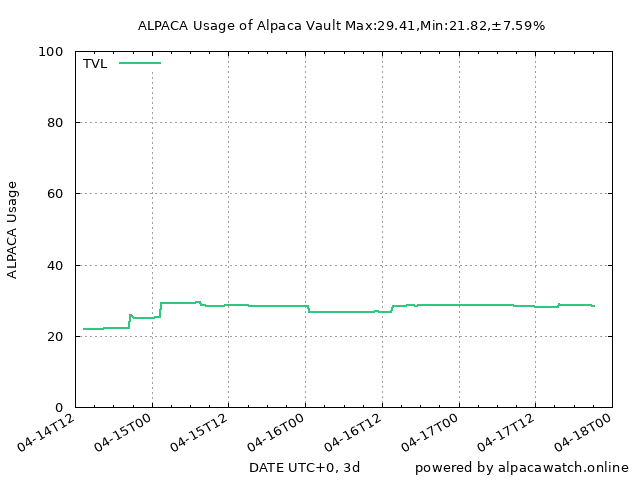 ALPACA Usage of Alpaca Vault Max:29.41,Min:21.82,±7.59%
100
TVL
80
60
ALPACA Usage
40
20
0
04-14T12 04-15T00 04-15T12 04-16T00 04-16T12 04-17T00 04-17T12 04-18T00
DATE UTC+0, 3d powered by alpacawatch.online